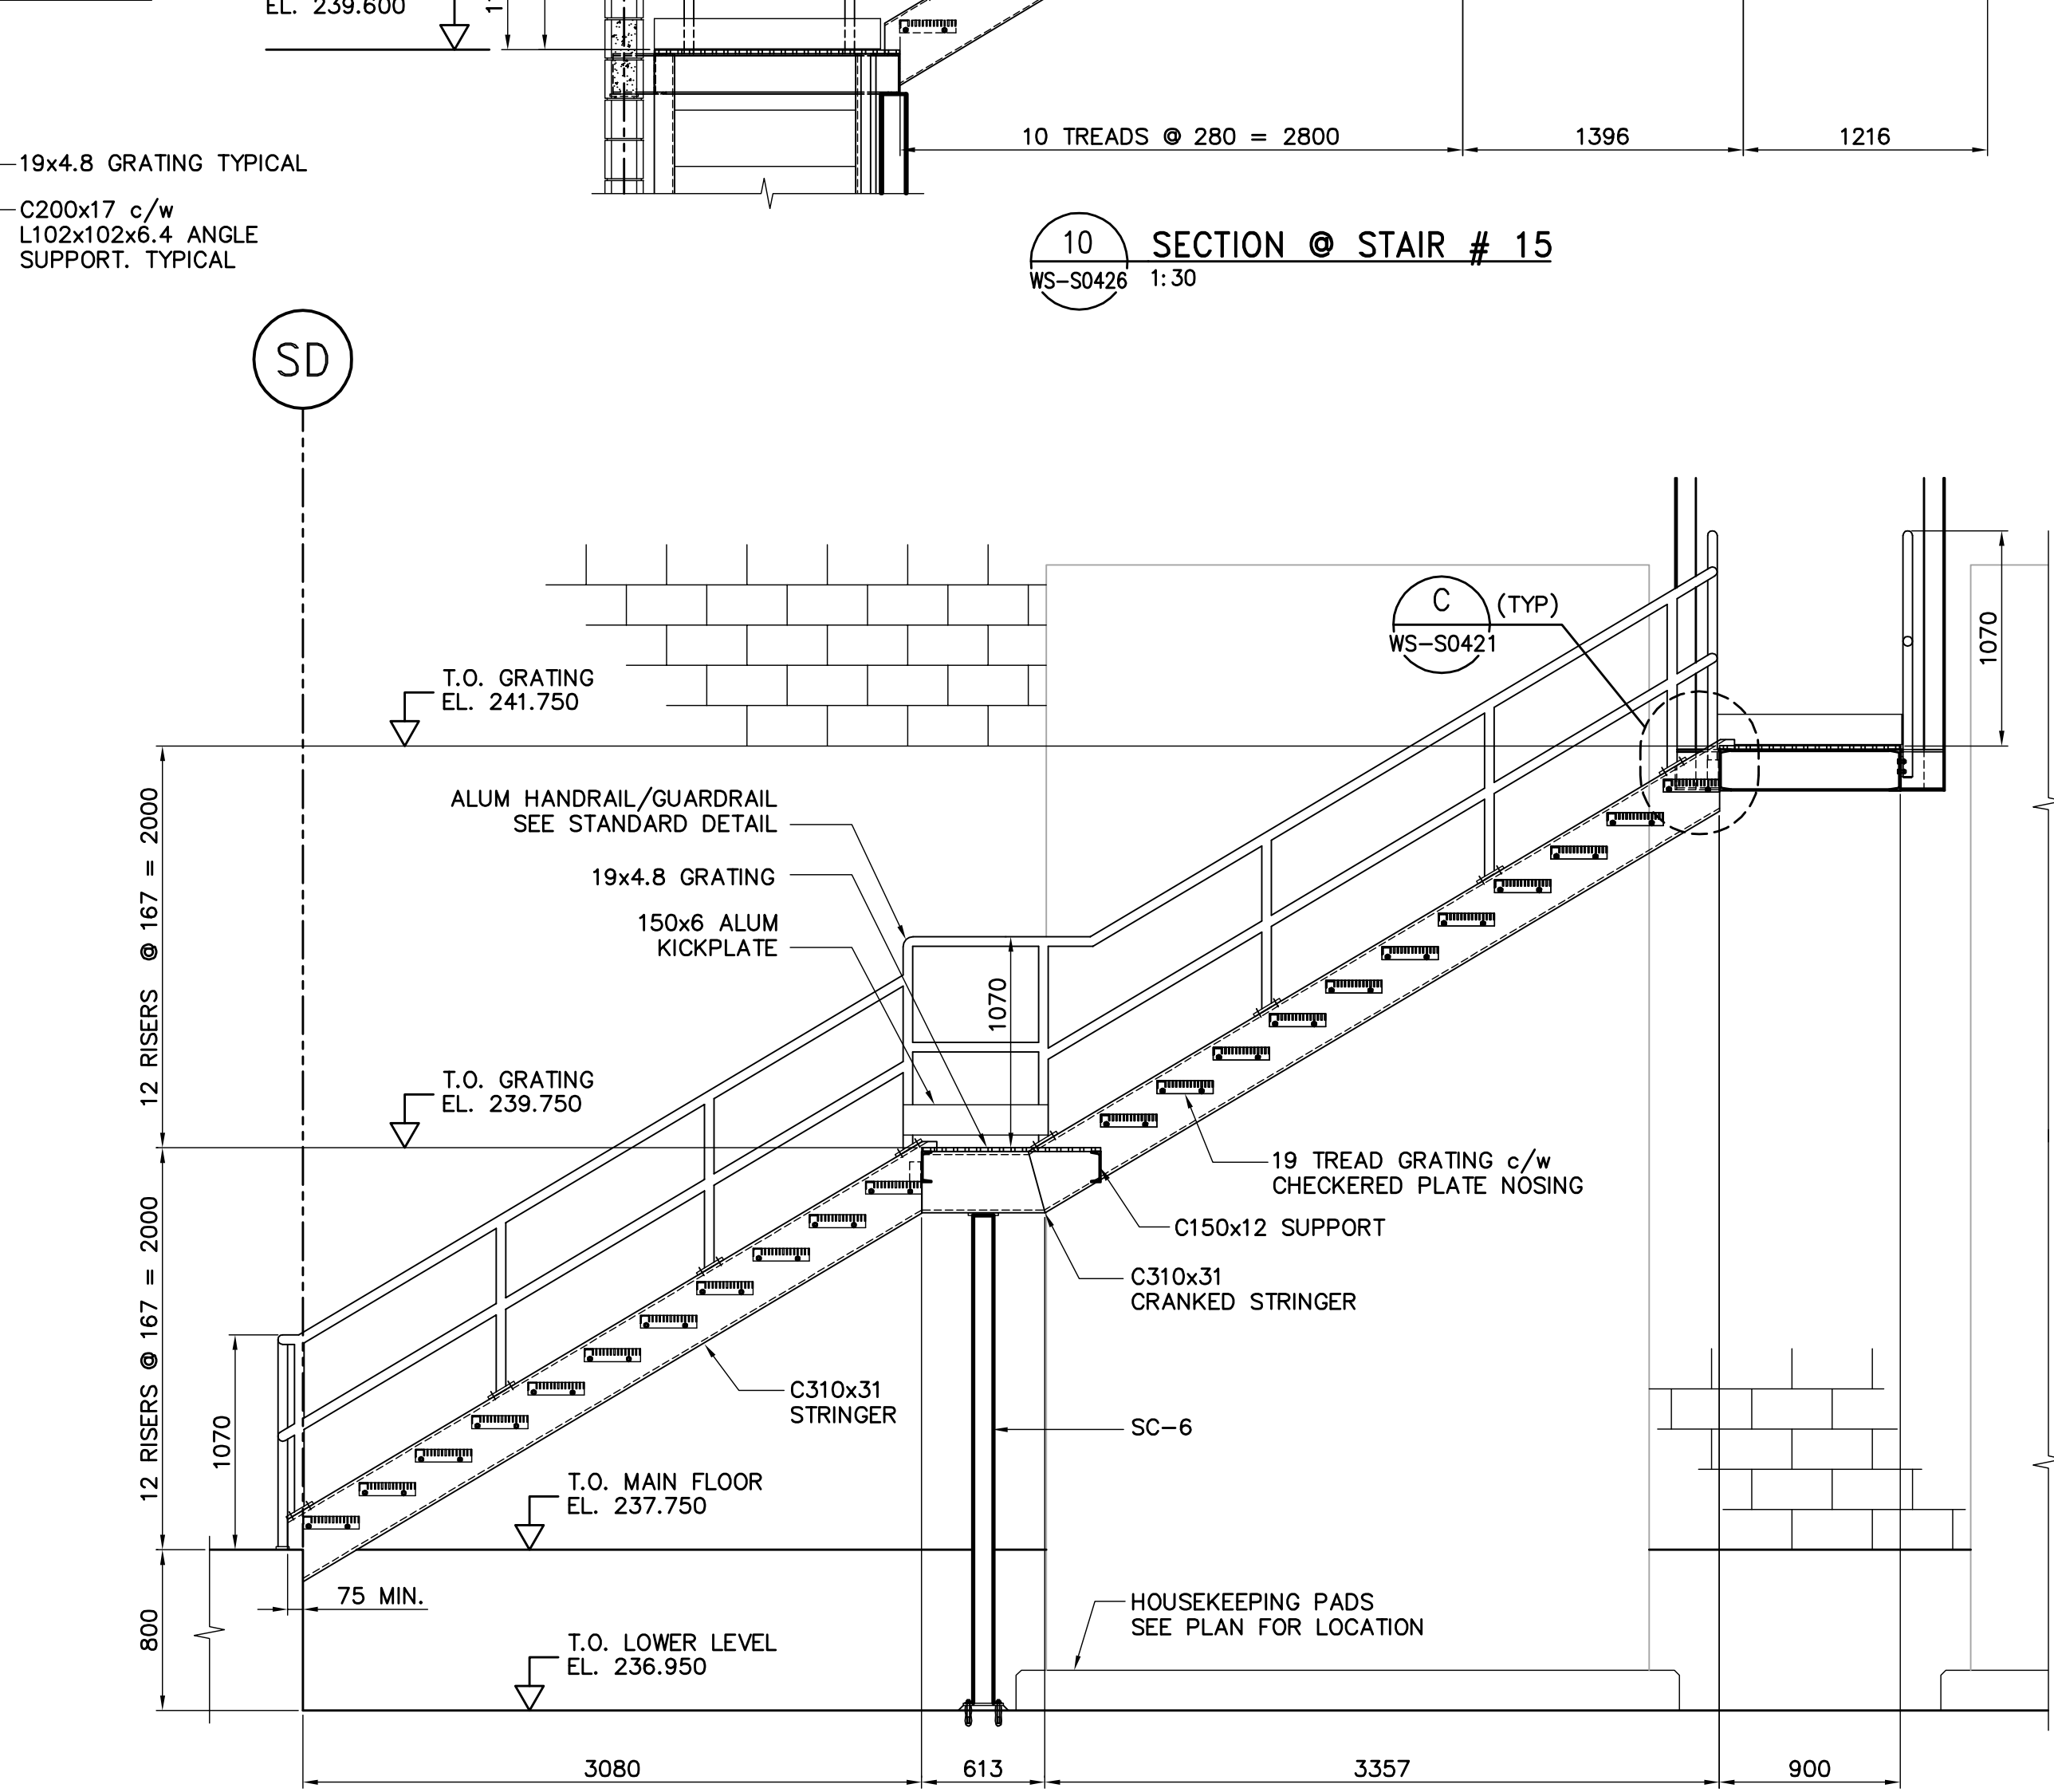 EL. 239.600
19x4.8 GRATING TYPICAL
C200x17 c/w
L102x102x6.4 ANGLE
SUPPORT. TYPICAL
10 TREADS @ 280 = 2800
1396
1216
10
WS-S0426
SECTION @ STAIR # 15
1:30
SD
C
WS-S0421
(TYP)
1070
T.O. GRATING
EL. 241.750
ALUM HANDRAIL/GUARDRAIL
SEE STANDARD DETAIL
19x4.8 GRATING
150x6 ALUM
KICKPLATE
12 RISERS @ 167 = 2000
1070
T.O. GRATING
EL. 239.750
19 TREAD GRATING c/w
CHECKERED PLATE NOSING
C150x12 SUPPORT
C310x31
CRANKED STRINGER
12 RISERS @ 167 = 2000
1070
C310x31
STRINGER
SC-6
T.O. MAIN FLOOR
EL. 237.750
75 MIN.
800
T.O. LOWER LEVEL
EL. 236.950
HOUSEKEEPING PADS
SEE PLAN FOR LOCATION
3080
613
3357
900